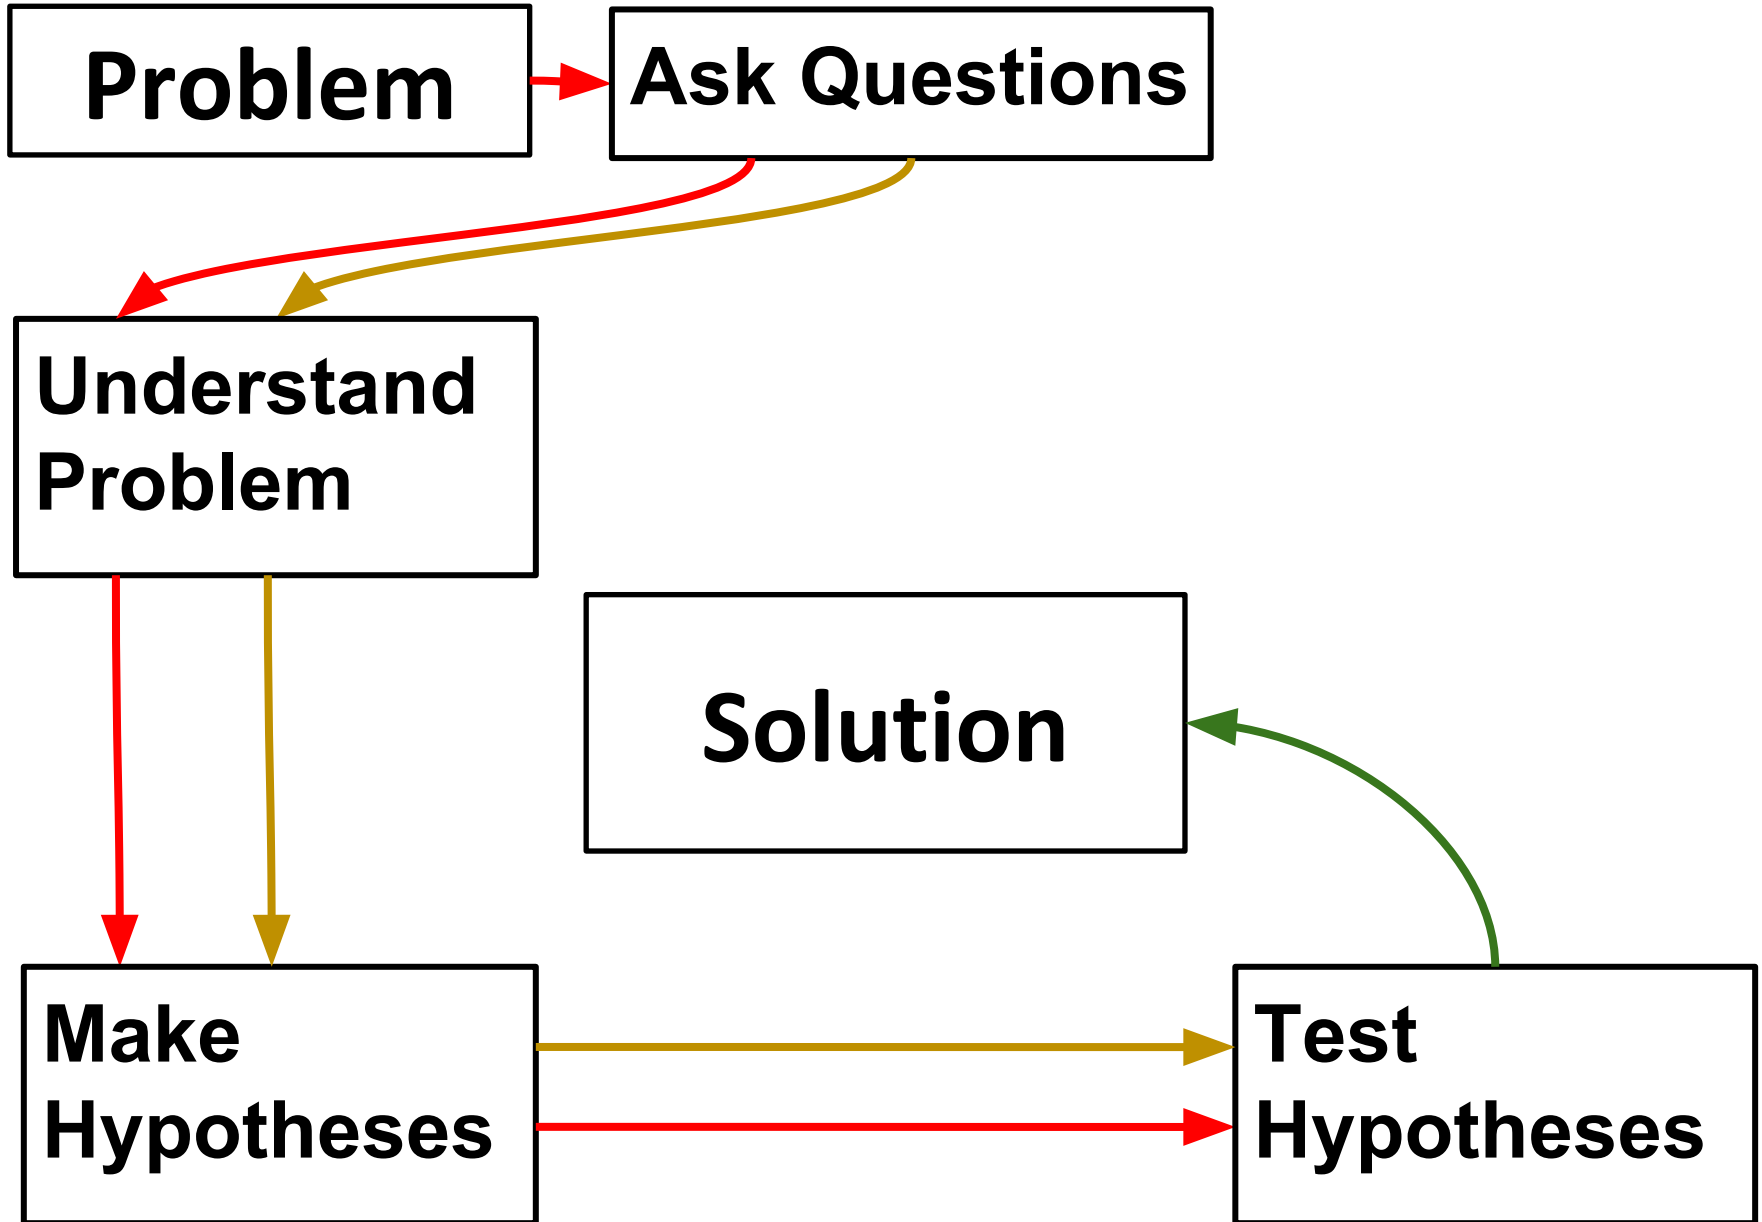 Problem
Ask Questions
Understand
Problem
Solution
Make
Hypotheses
Test
Hypotheses